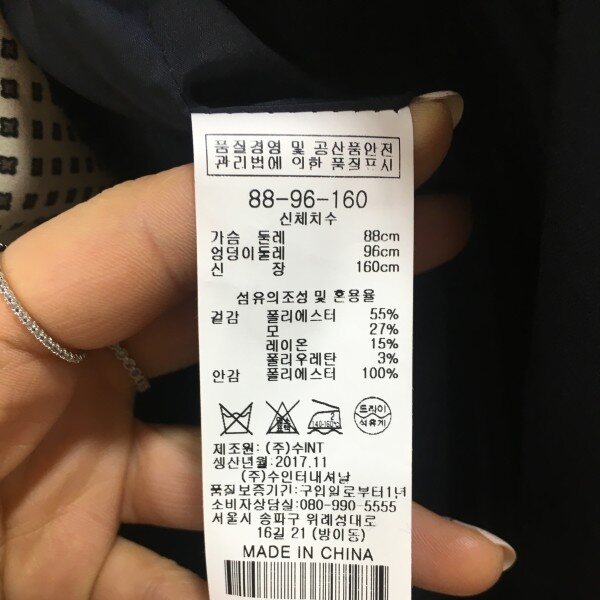 품질경영 및 공산품안전
관리법에 의한 품질표시
88-96-160
신체치수
가슴 둘레 88cm
엉덩이둘레 96cm
신 장 160cm
섬유의조성 및 혼용율
겉감 폴리에스터 55%
모 27%
레이온 15%
폴리우레탄 3%
안감 폴리에스터 100%
2
140-160℃
드라이
석유계
제조원: (주)수INT
생산년월: 2017.11
(주)수인터내셔날
품질보증기간: 구입일로부터1년
소비자상담실: 080-990-5555
서울시 송파구 위례성대로
16길 21 (방이동)
MADE IN CHINA